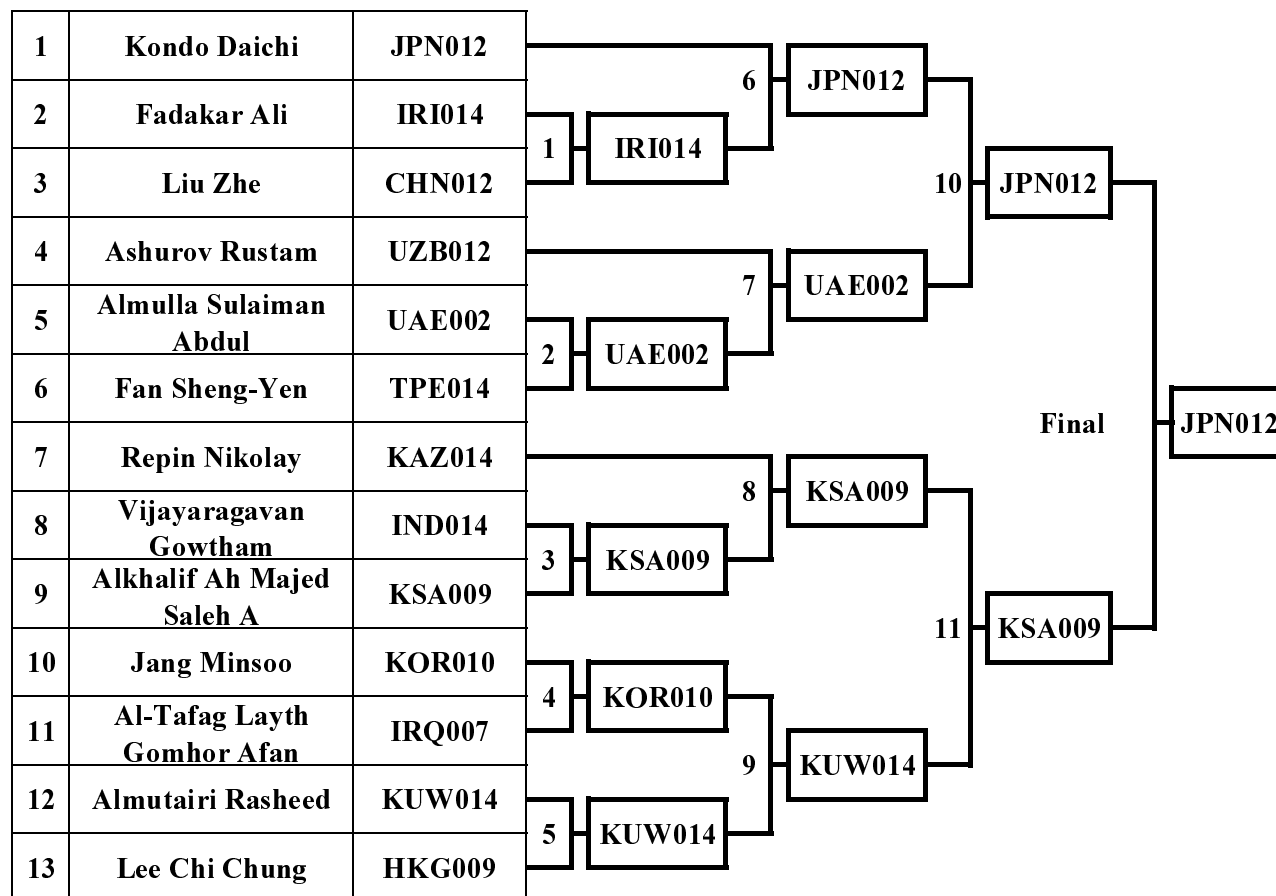 1 Kondo Daichi JPN012
6 JPN012
2 Fadakar Ali IRI014
1 IRI014
3 Liu Zhe CHN012
10 JPN012
4 Ashurov Rustam UZB012
7 UAE002
5 Almulla Sulaiman
Abdul UAE002
2 UAE002
6 Fan Sheng-Yen TPE014
Final JPN012
7 Repin Nikolay KAZ014
8 KSA009
8 Vijayaragavan
Gowtham IND014
3 KSA009
9 Alkhalif Ah Majed
Saleh A KSA009
11 KSA009
10 Jang Minsoo KOR010
4 KOR010
11 Al-Tafag Layth
Gomhor Afan IRQ007
9 KUW014
12 Almutairi Rasheed KUW014
5 KUW014
13 Lee Chi Chung HKG009